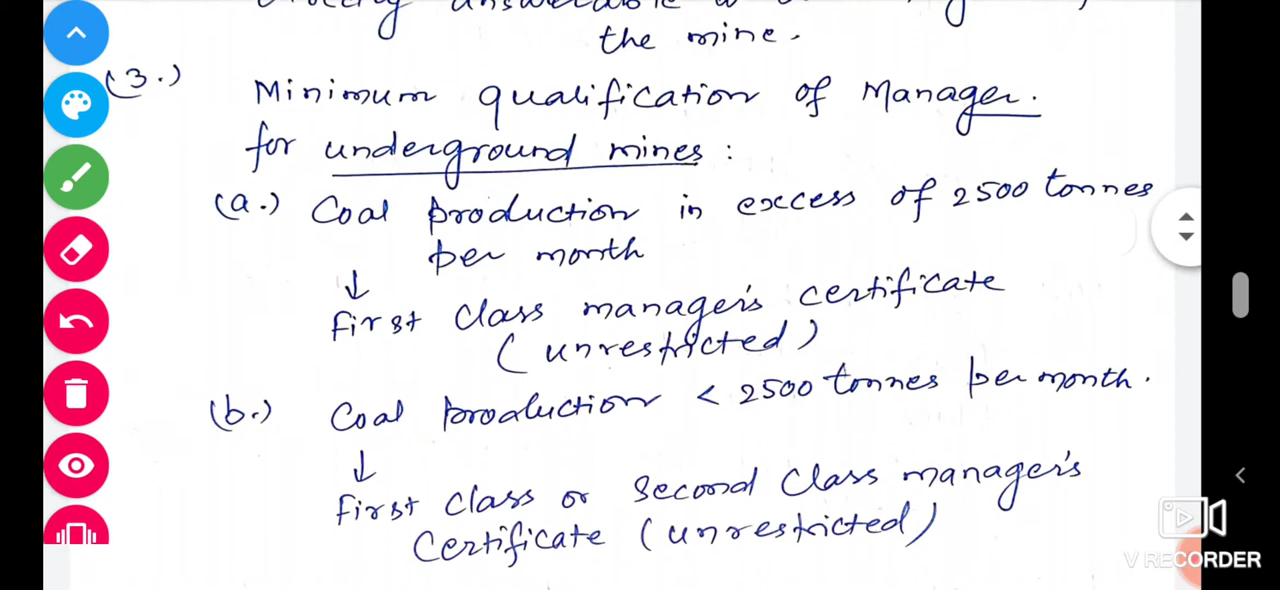 the mine.
(3.) Minimum qualification of Manager.
for underground mines :
(a.) Coal production in excess of 2500 tonnes
per month
↓
First class manager's certificate
(unrestricted)
(b.) Coal production < 2500 tonnes per month.
↓
First class or Second Class manager's
Certificate (unrestricted)
V RECORDER